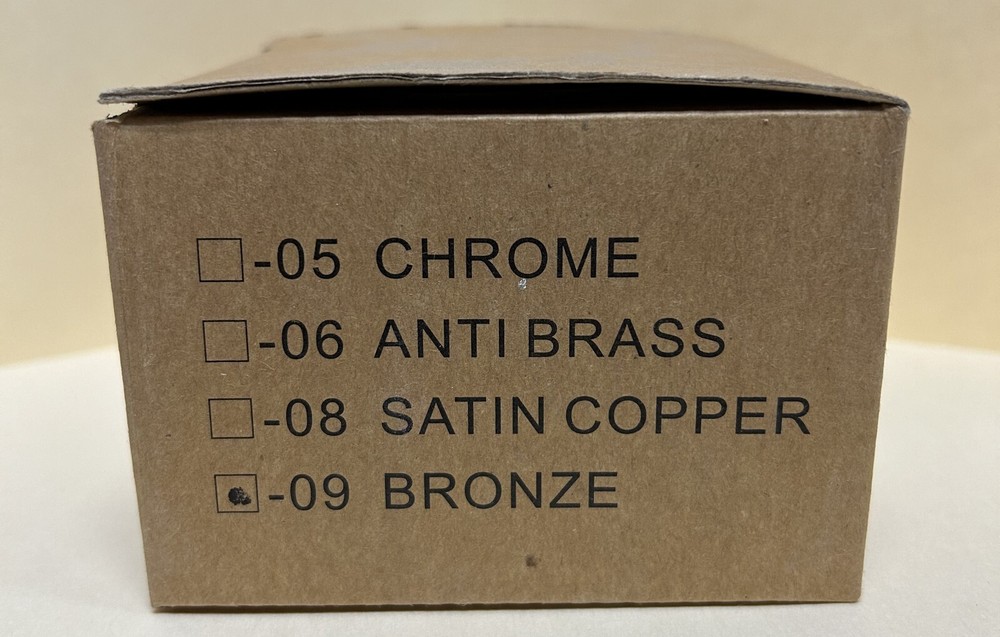 -05 CHROME
-06 ANTI BRASS
-08 SATIN COPPER
-09 BRONZE